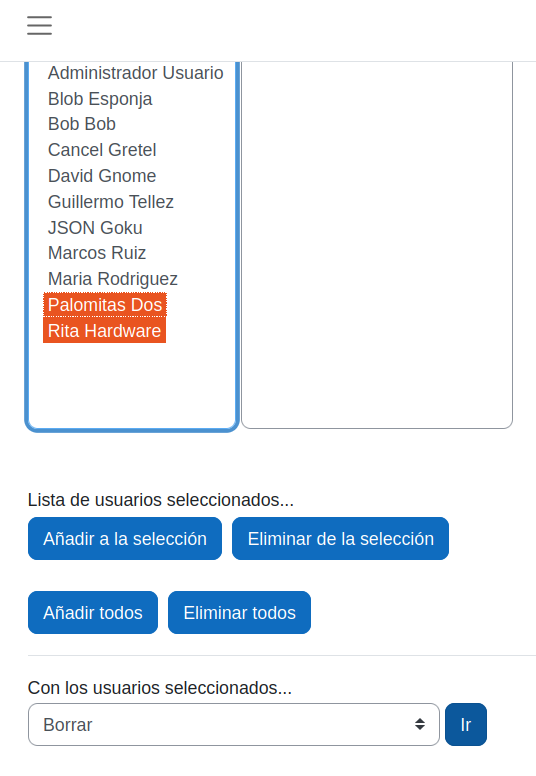 Administrador Usuario
Blob Esponja
Bob Bob
Cancel Gretel
David Gnome
Guillermo Tellez
JSON Goku
Marcos Ruiz
Maria Rodriguez
Palomitas Dos
Rita Hardware
Lista de usuarios seleccionados...
Añadir a la selección Eliminar de la selección
Añadir todos Eliminar todos
Con los usuarios seleccionados...
Borrar Ir